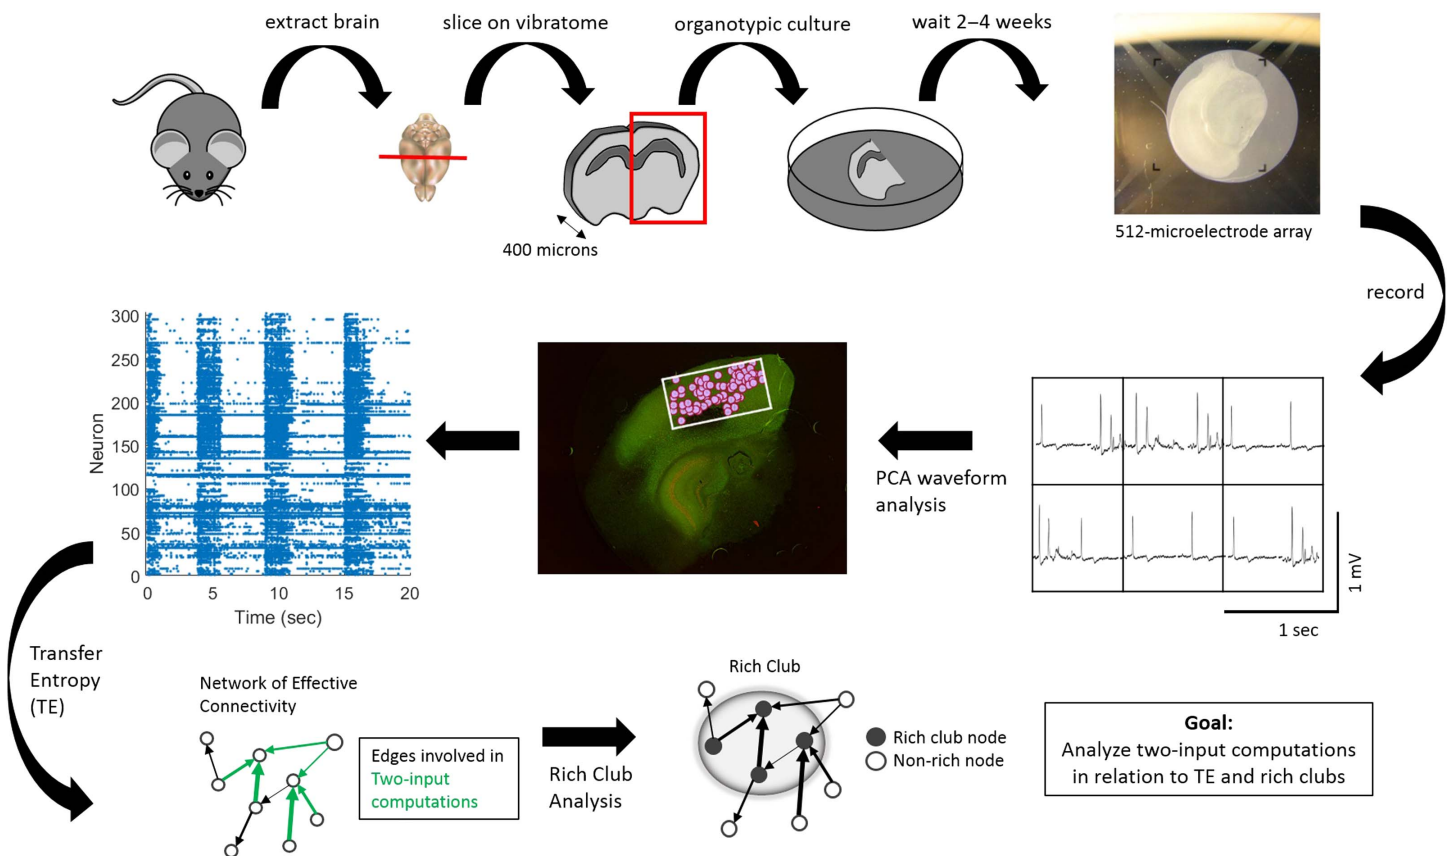 extract brain
slice on vibratome
organotypic culture
wait 2–4 weeks
400 microns
512-microelectrode array
record
1 mV
1 sec
PCA waveform
analysis
300
250
200
150
100
50
0
Neuron
0 5 10 15 20
Time (sec)
Transfer
Entropy
(TE)
Network of Effective
Connectivity
Edges involved in
Two-input
computations
Rich Club
Analysis
Rich Club
Rich club node
Non-rich node
Goal:
Analyze two-input computations
in relation to TE and rich clubs